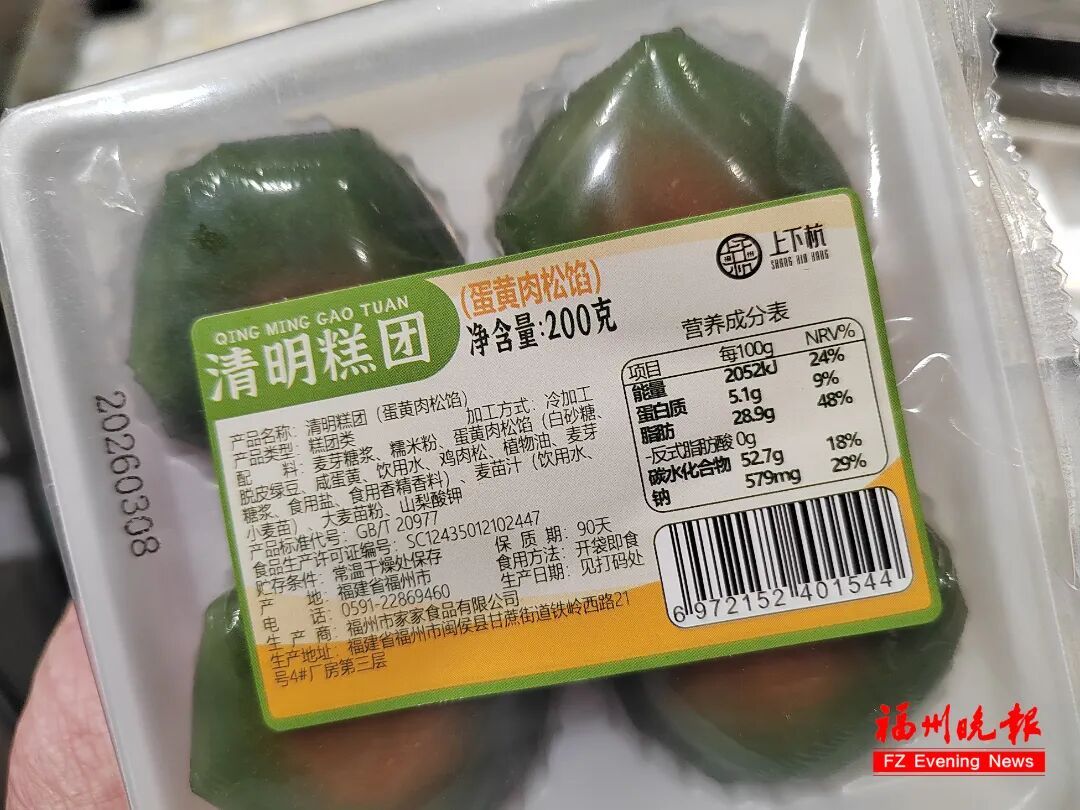 上下杭
SHANG XIA HANG
QING MING GAO TUAN
清明糕团
(蛋黄肉松馅)
净含量:200克
营养成分表
项目 每100g NRV%
能量 2052kJ 24%
蛋白质 5.1g 9%
脂肪 28.9g 48%
-反式脂肪酸 0g
碳水化合物 52.7g 18%
钠 579mg 29%
产品名称: 清明糕团（蛋黄肉松馅）
产品类型: 糕团类 加工方式: 冷加工
配 料: 麦芽糖浆、糯米粉、蛋黄肉松馅（白砂糖、
脱皮绿豆、咸蛋黄、饮用水、鸡肉松、植物油、麦芽
糖浆、食用盐、食用香精香料）、麦苗汁（饮用水、
小麦苗）、大麦苗粉、山梨酸钾
产品标准代号: GB/T 20977
食品生产许可证编号: SC12435012102447
贮存条件: 常温干燥处保存 保 质 期: 90天
产 地: 福建省福州市 食用方法: 开袋即食
电 话: 0591-22869460 生产日期: 见打码处
生 产 商: 福州市家家食品有限公司
生产地址: 福建省福州市闽侯县甘蔗街道铁岭西路21
号4#厂房第三层
6 972152 401544
20260308
福州晚报
FZ Evening News